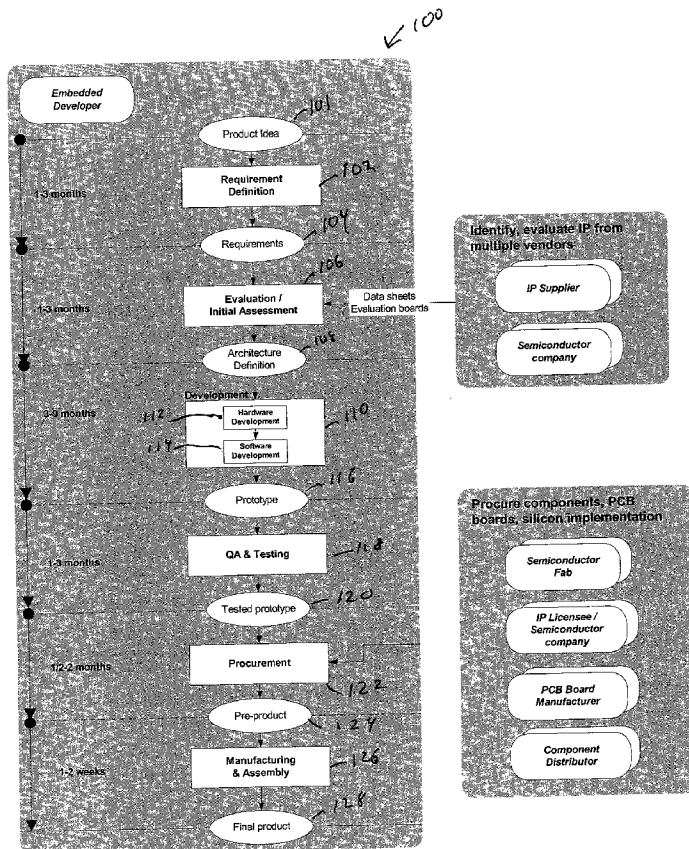 100
Embedded
Developer
101
Product Idea
102
Requirement
Definition
1-3 months
104
Requirements
Identify, evaluate IP from
multiple vendors
106
Evaluation /
Initial Assessment
1-3 months
Data sheets
Evaluation boards
IP Supplier
108
Architecture
Definition
Semiconductor
company
Development
3-9 months
112
Hardware
Development
110
114
Software
Development
116
Prototype
Procure components, PCB
boards, silicon implementation
118
QA & Testing
1-3 months
Semiconductor
Fab
120
Tested prototype
IP Licensee /
Semiconductor
company
1/2-2 months
Procurement
122
PCB Board
Manufacturer
Pre-product
124
Component
Distributor
Manufacturing
& Assembly
126
1-2 weeks
128
Final product